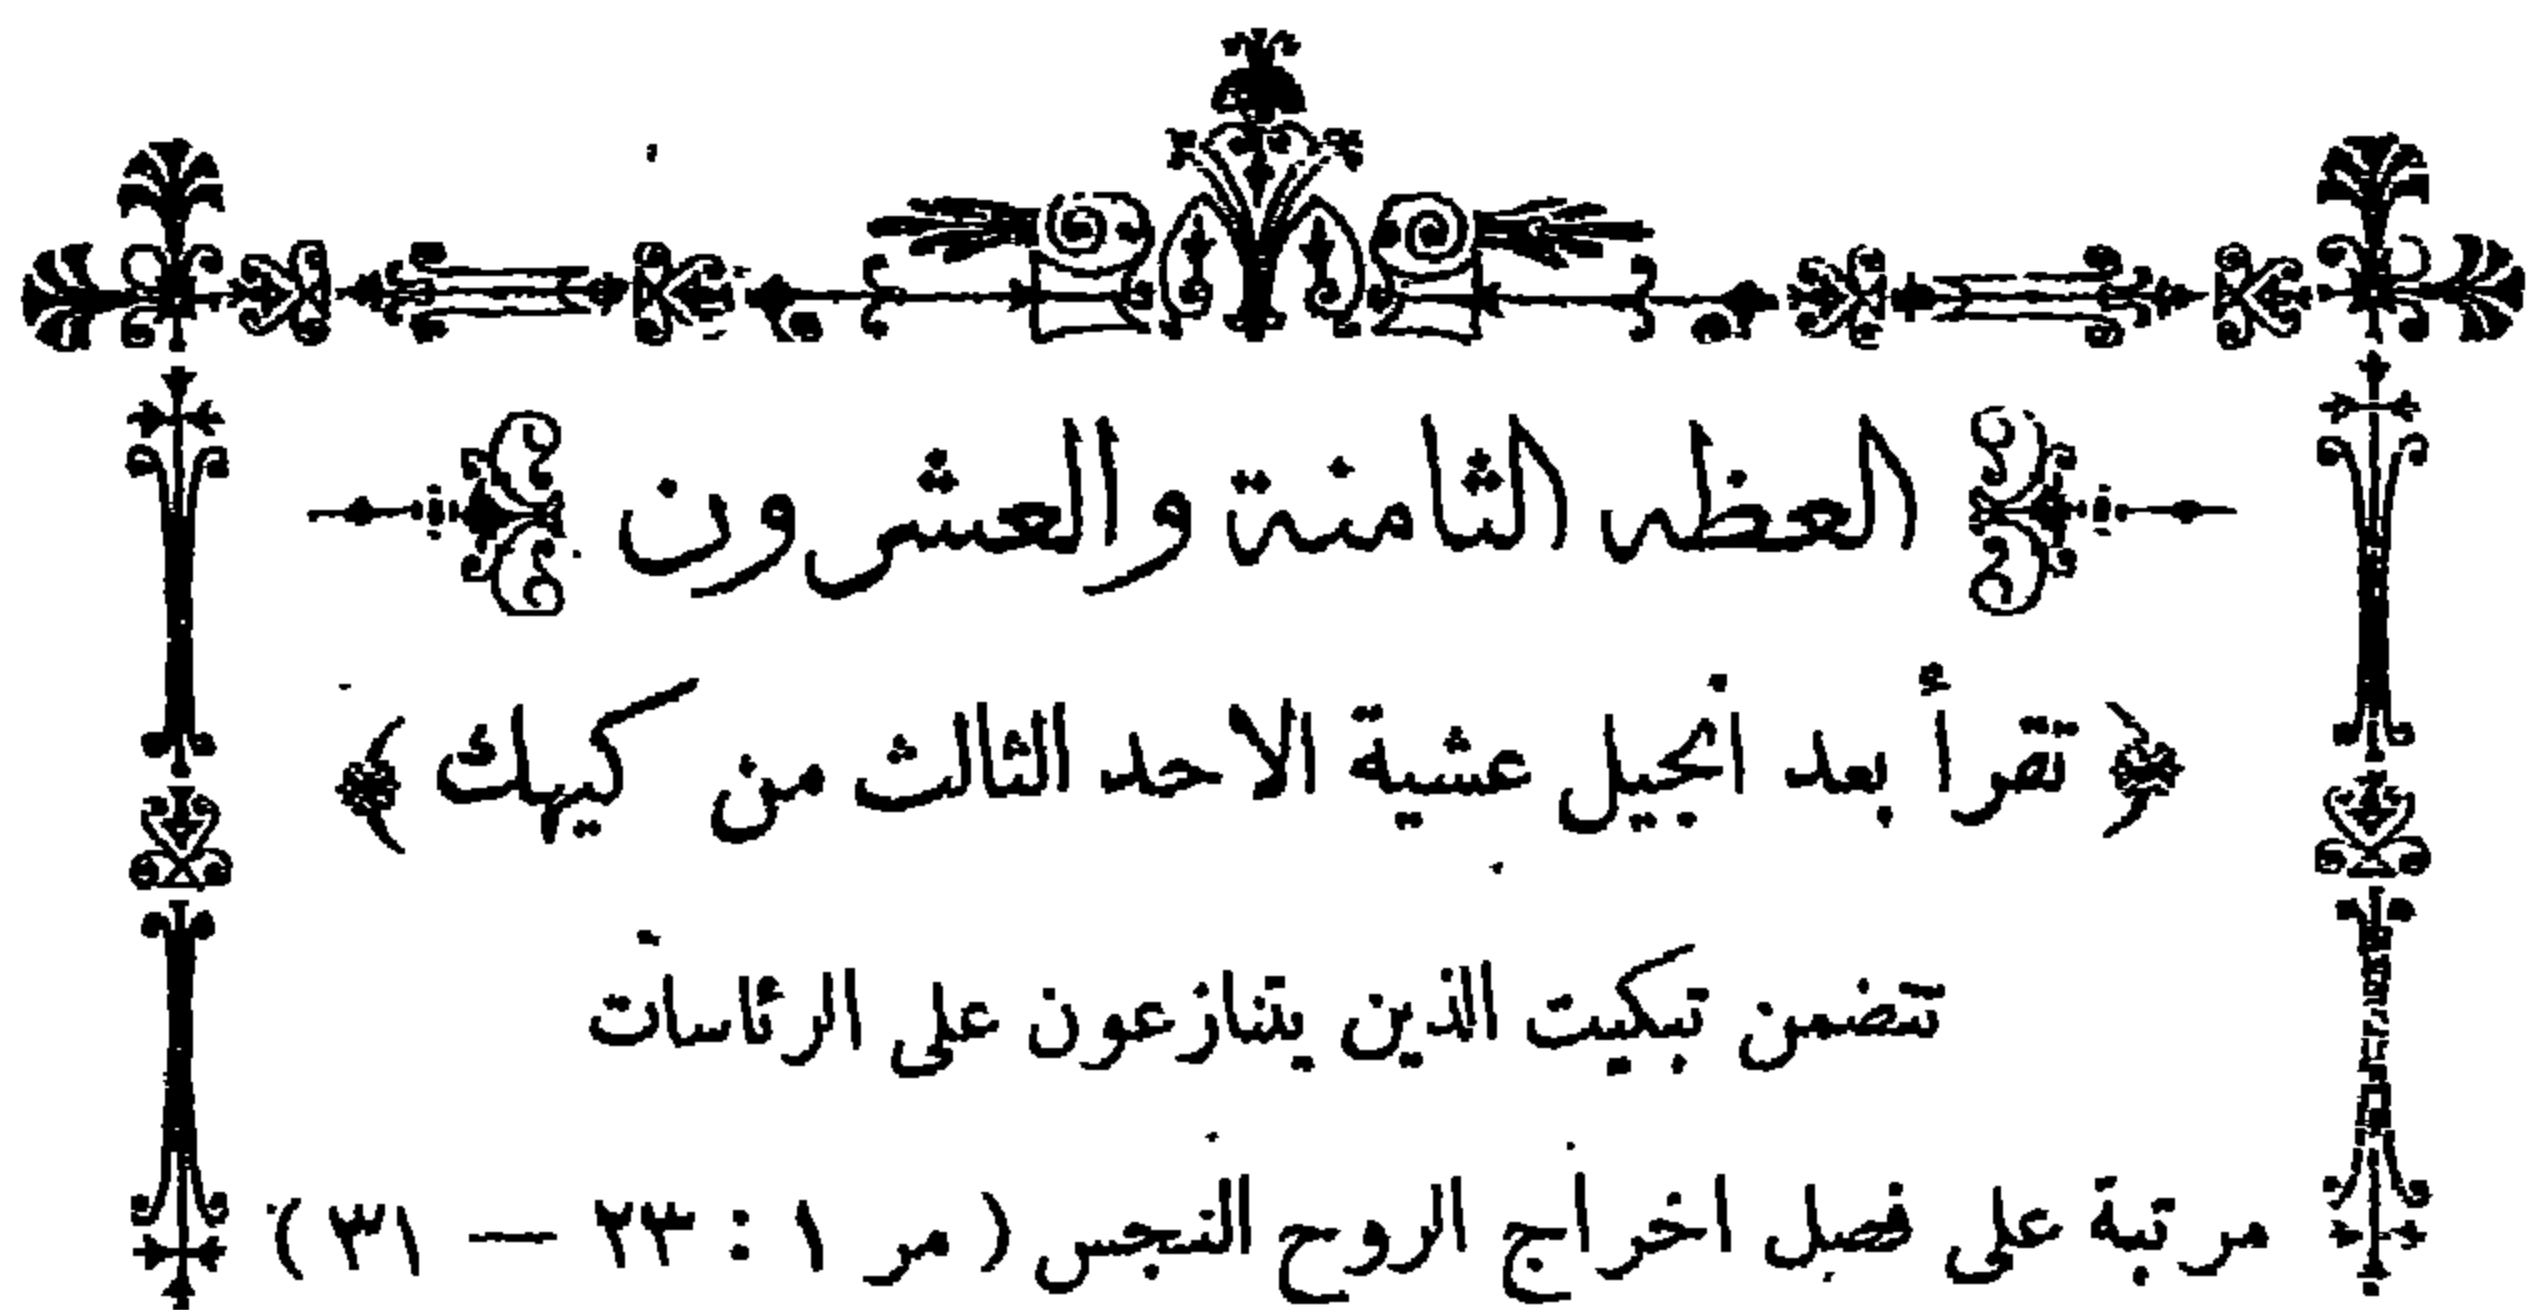 العظه الثامنة والعشرون
﴿ تقرأ بعد انجيل عشية الاحد الثالث من كيهك ﴾
تتضمن تبكيت الذين يتنازعون على الرئاسات
مرتبة على فصل اخراج الروح النجس ( مر ١ : ٢٣ — ٣١ )